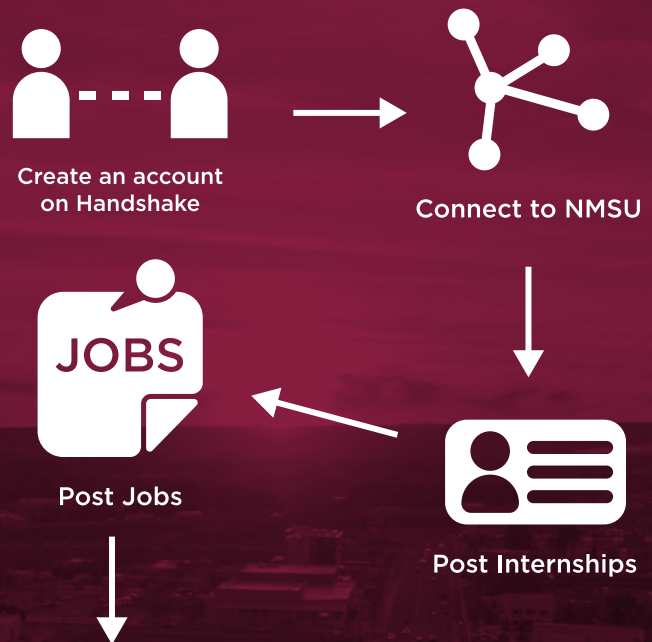 Create an account
on Handshake
Connect to NMSU
JOBS
Post Jobs
Post Internships